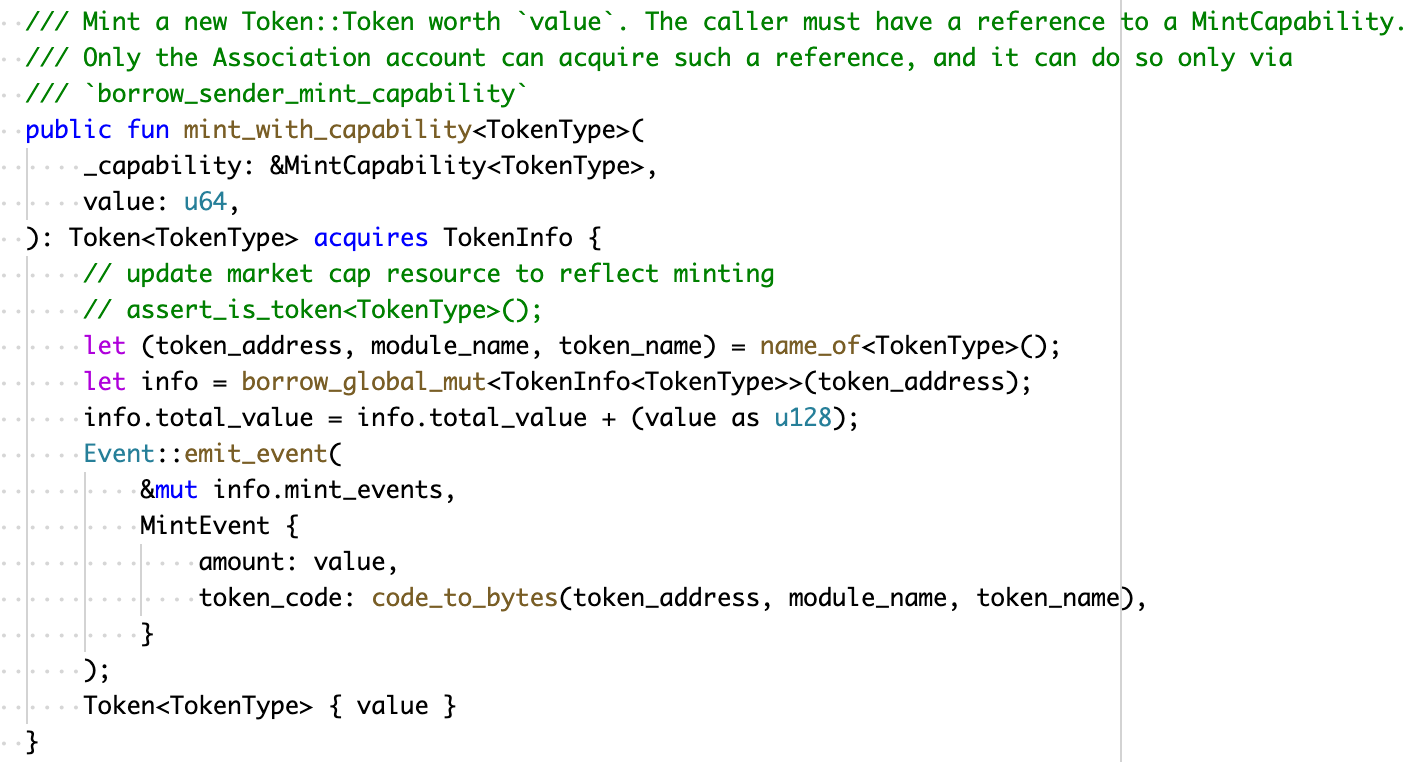 /// Mint a new Token::Token worth `value`. The caller must have a reference to a MintCapability.
/// Only the Association account can acquire such a reference, and it can do so only via
/// `borrow_sender_mint_capability`
public fun mint_with_capability<TokenType>(
    _capability: &MintCapability<TokenType>,
    value: u64,
): Token<TokenType> acquires TokenInfo {
    // update market cap resource to reflect minting
    // assert_is_token<TokenType>();
    let (token_address, module_name, token_name) = name_of<TokenType>();
    let info = borrow_global_mut<TokenInfo<TokenType>>(token_address);
    info.total_value = info.total_value + (value as u128);
    Event::emit_event(
        &mut info.mint_events,
        MintEvent {
            amount: value,
            token_code: code_to_bytes(token_address, module_name, token_name),
        }
    );
    Token<TokenType> { value }
}